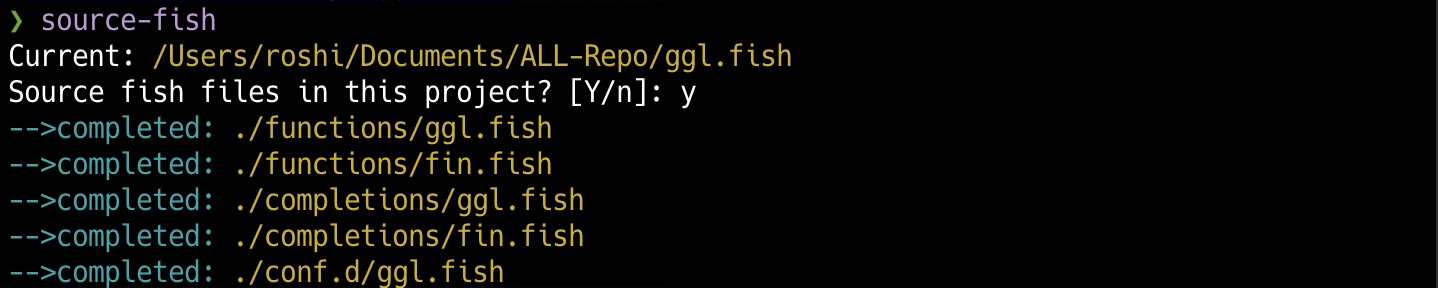 ❯ source-fish
Current: /Users/roshi/Documents/ALL-Repo/ggl.fish
Source fish files in this project? [Y/n]: y
-->completed: ./functions/ggl.fish
-->completed: ./functions/fin.fish
-->completed: ./completions/ggl.fish
-->completed: ./completions/fin.fish
-->completed: ./conf.d/ggl.fish